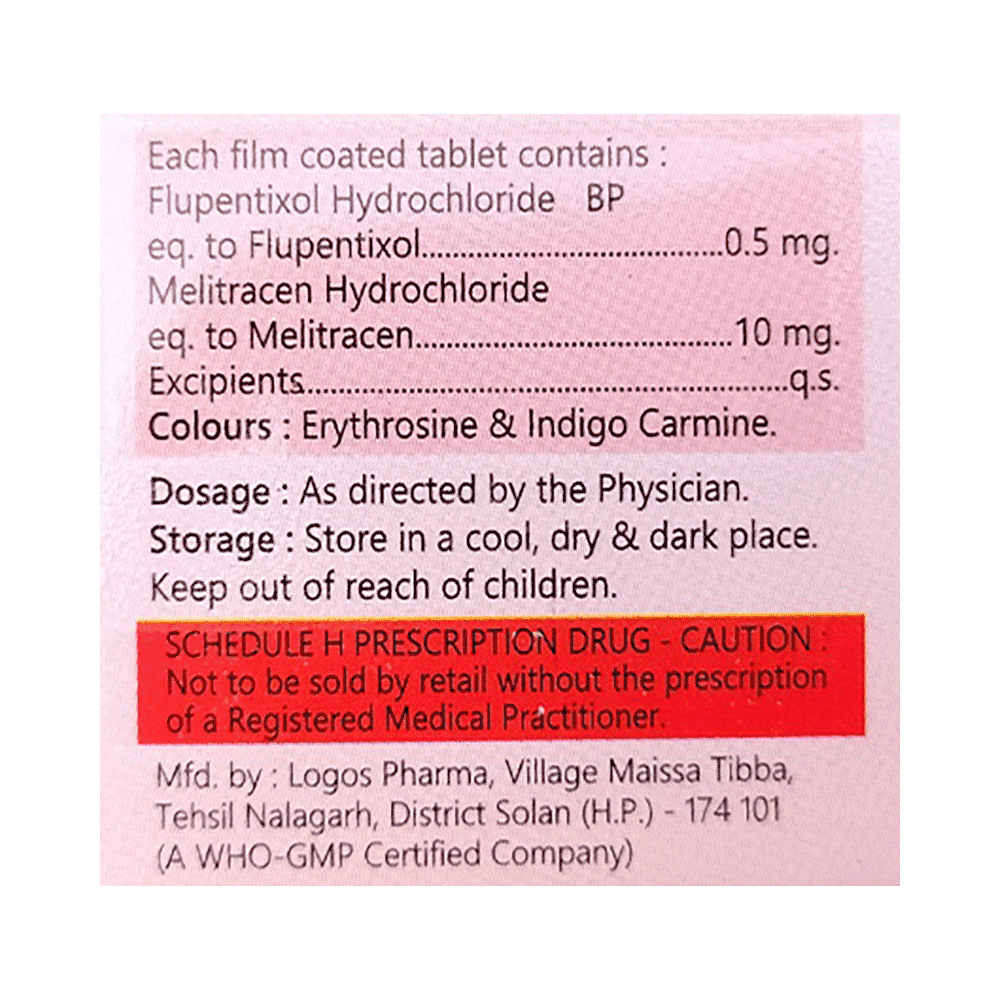 Each film coated tablet contains :
Flupentixol Hydrochloride BP
eq. to Flupentixol.......................................0.5 mg.
Melitracen Hydrochloride
eq. to Melitracen.........................................10 mg.
Excipients...............................................................q.s.
Colours : Erythrosine & Indigo Carmine.
Dosage : As directed by the Physician.
Storage : Store in a cool, dry & dark place.
Keep out of reach of children.
SCHEDULE H PRESCRIPTION DRUG - CAUTION :
Not to be sold by retail without the prescription
of a Registered Medical Practitioner.
Mfd. by : Logos Pharma, Village Maissa Tibba,
Tehsil Nalagarh, District Solan (H.P.) - 174 101
(A WHO-GMP Certified Company)